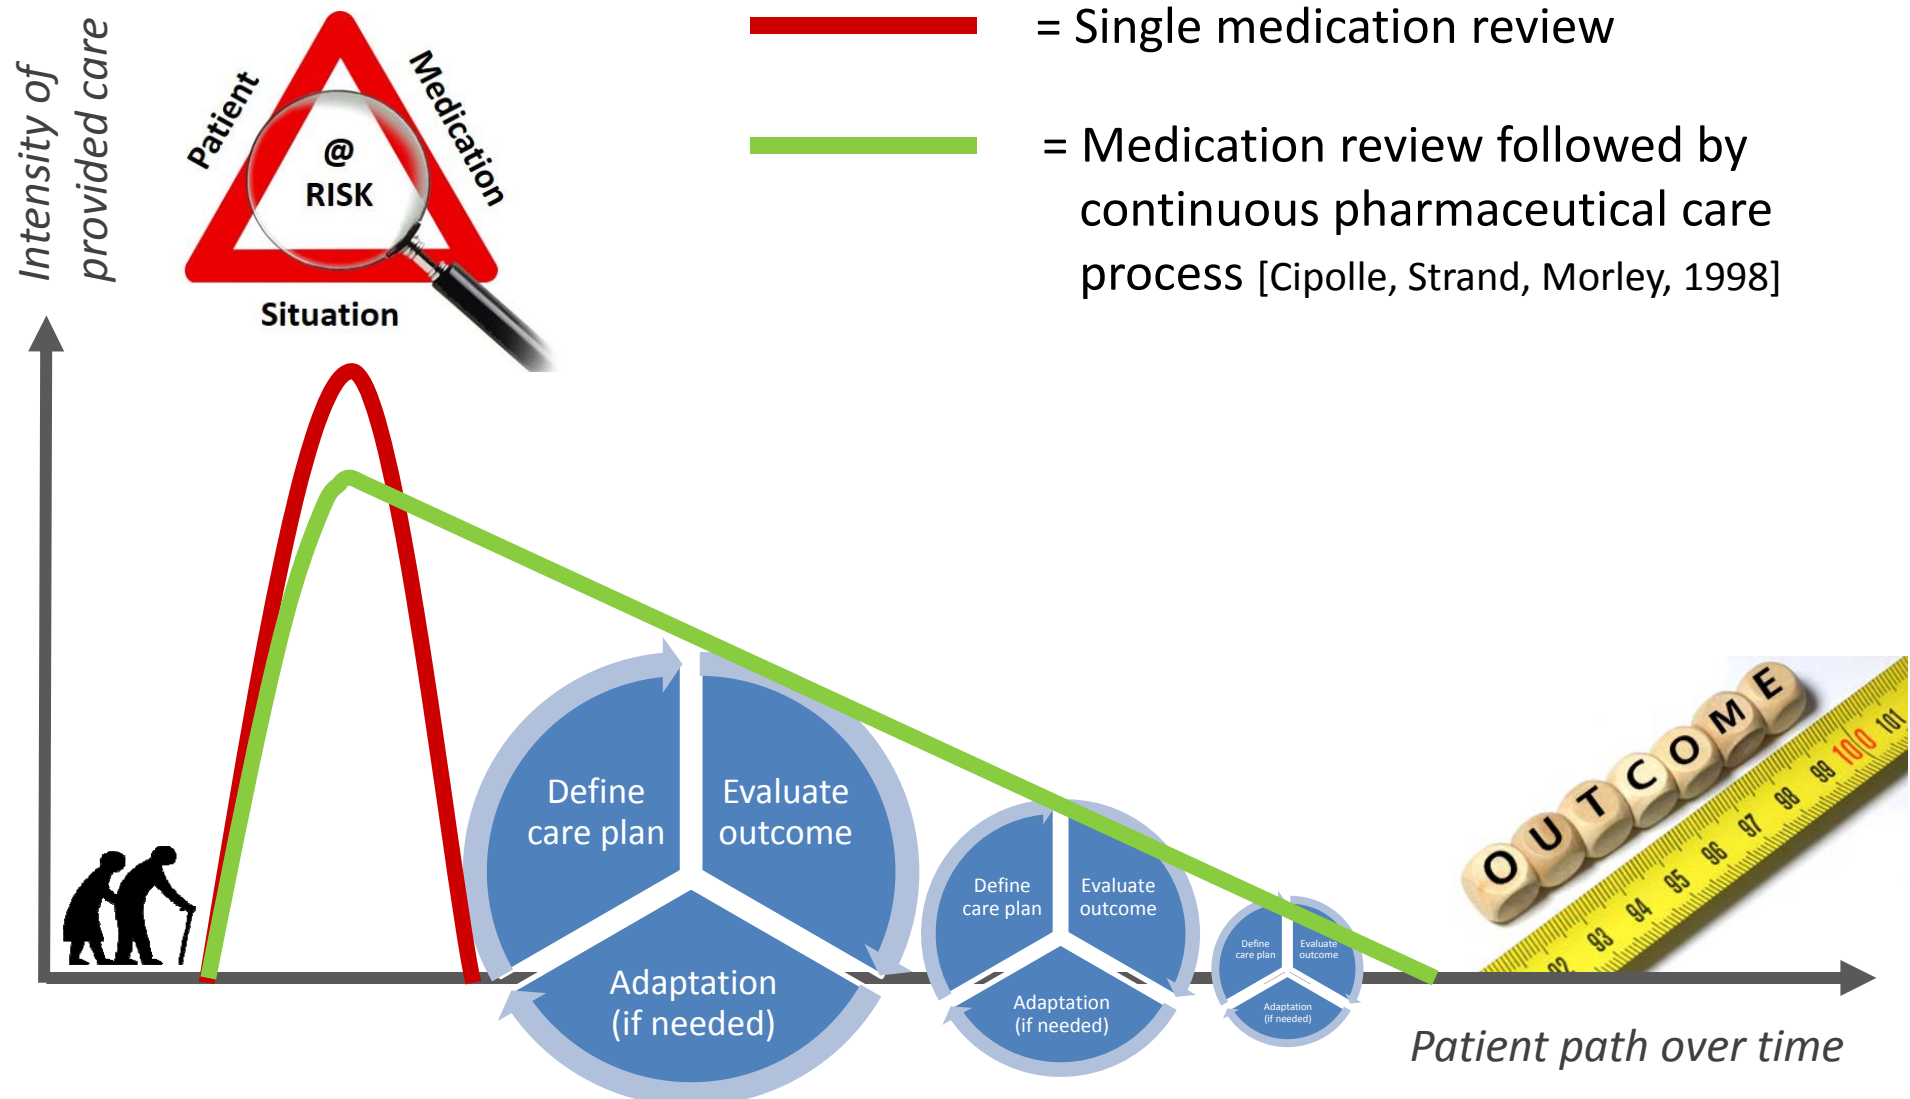 Intensity of
provided care
Patient
Medication
@
RISK
Situation
= Single medication review
= Medication review followed by
continuous pharmaceutical care
process [Cipolle, Strand, Morley, 1998]
Define
care plan
Evaluate
outcome
Adaptation
(if needed)
Define
care plan
Evaluate
outcome
Adaptation
(if needed)
Define
care plan
Evaluate
outcome
Adaptation
(if needed)
OUTCOME
92 93 94 95 96 97 98 99 100 101
Patient path over time